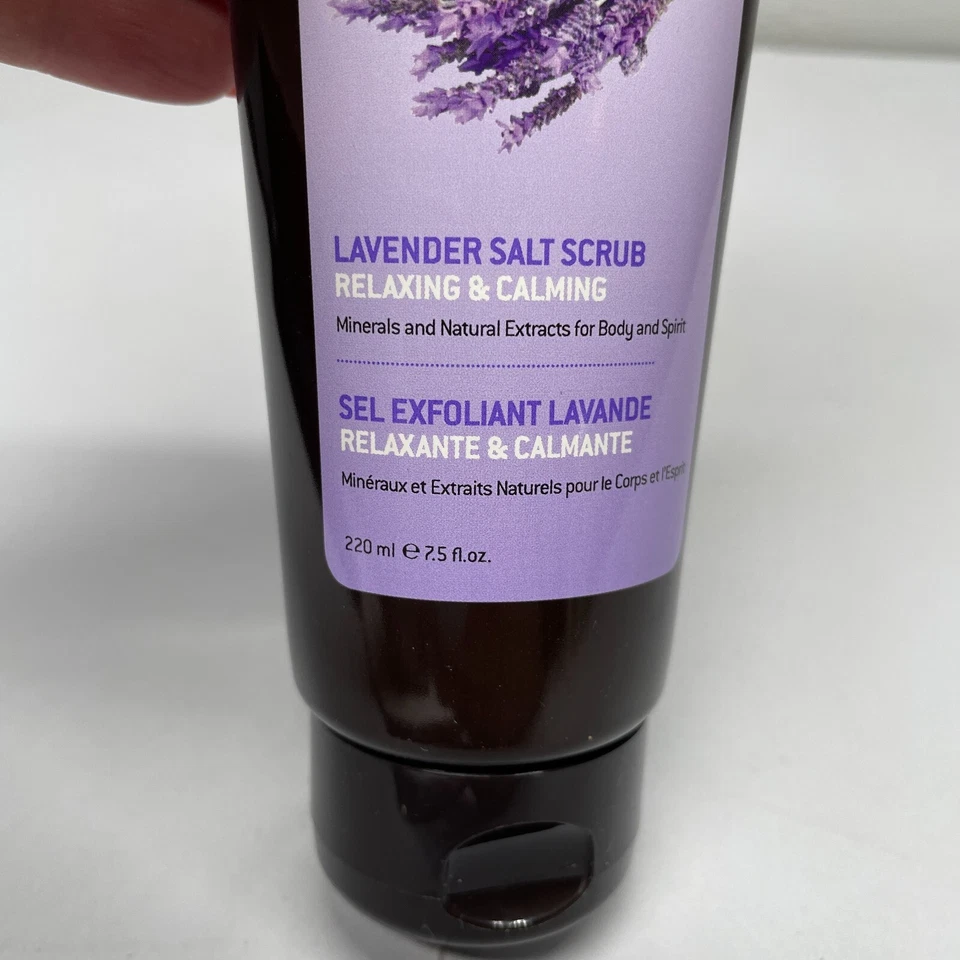 LAVENDER SALT SCRUB
RELAXING & CALMING
Minerals and Natural Extracts for Body and Spirit
SEL EXFOLIANT LAVANDE
RELAXANTE & CALMANTE
Minéraux et Extraits Naturels pour le Corps et l'Esprit
220 ml ℮ 7.5 fl.oz.